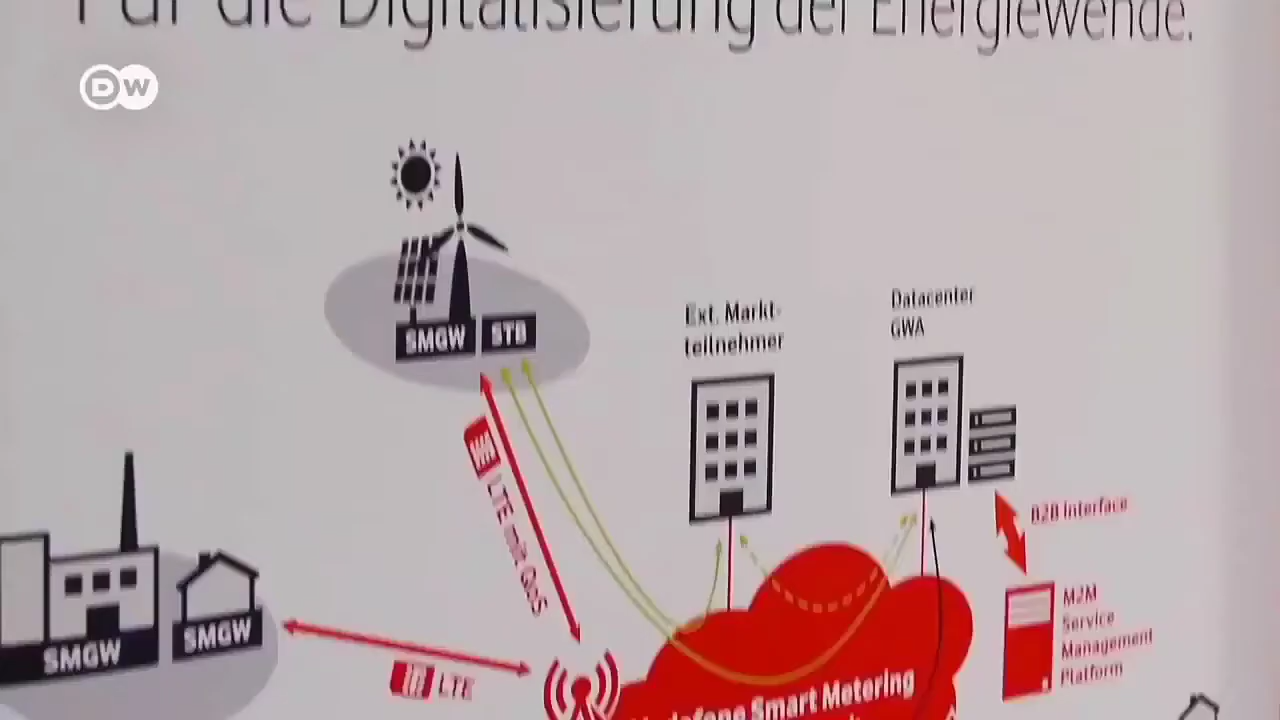 Für die Digitalisierung der Energiewende.
DW
SMGW STB
Ext. Markt-
teilnehmer
Datacenter
GWA
LTE mit QoS
B2B Interface
M2M
Service
Management
Platform
SMGW
SMGW
LTE
Vodafone Smart Metering